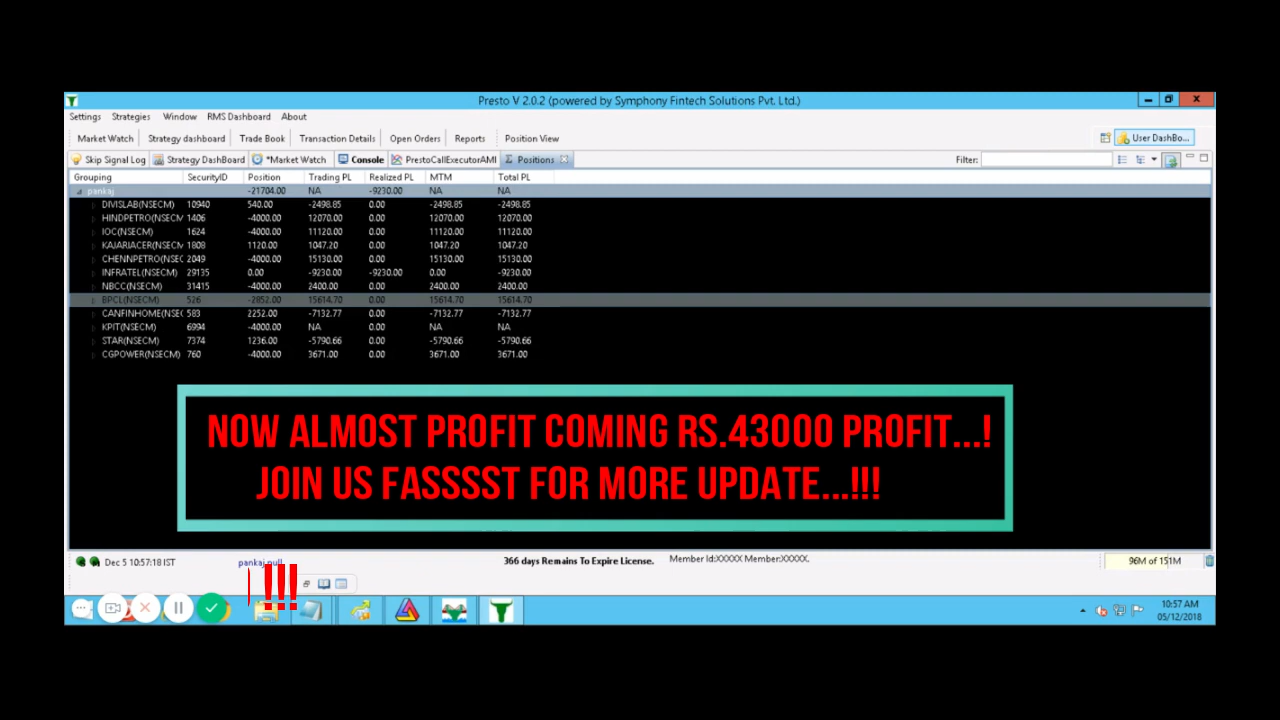 Presto V 2.0.2 (powered by Symphony Fintech Solutions Pvt. Ltd.)
Settings Strategies Window RMS Dashboard About
Market Watch Strategy dashboard Trade Book Transaction Details Open Orders Reports Position View User DashBo...
Skip Signal Log Strategy DashBoard *Market Watch Console PrestoCallExecutorAMI Positions Filter:
Grouping SecurityID Position Trading PL Realized PL MTM Total PL
pankaj -21704.00 NA -9230.00 NA NA
DIVISLAB(NSECM) 10940 540.00 -2498.85 0.00 -2498.85 -2498.85
HINDPETRO(NSECM 1406 -4000.00 12070.00 0.00 12070.00 12070.00
IOC(NSECM) 1624 -4000.00 11120.00 0.00 11120.00 11120.00
KAJARIACER(NSECM 1808 1120.00 1047.20 0.00 1047.20 1047.20
CHENNPETRO(NSEC 2049 -4000.00 15130.00 0.00 15130.00 15130.00
INFRATEL(NSECM) 29135 0.00 -9230.00 -9230.00 0.00 -9230.00
NBCC(NSECM) 31415 -4000.00 2400.00 0.00 2400.00 2400.00
BPCL(NSECM) 526 -2852.00 15614.70 0.00 15614.70 15614.70
CANFINHOME(NSE( 583 2252.00 -7132.77 0.00 -7132.77 -7132.77
KPIT(NSECM) 6994 -4000.00 NA 0.00 NA NA
STAR(NSECM) 7374 1236.00 -5790.66 0.00 -5790.66 -5790.66
CGPOWER(NSECM) 760 -4000.00 3671.00 0.00 3671.00 3671.00
NOW ALMOST PROFIT COMING RS.43000 PROFIT...!
JOIN US FASSSST FOR MORE UPDATE...!!!
Dec 5 10:57:18 IST pankaj.null 366 days Remains To Expire License. Member Id:XXXXX Member:XXXXX. 96M of 151M
!!!
10:57 AM
05/12/2018